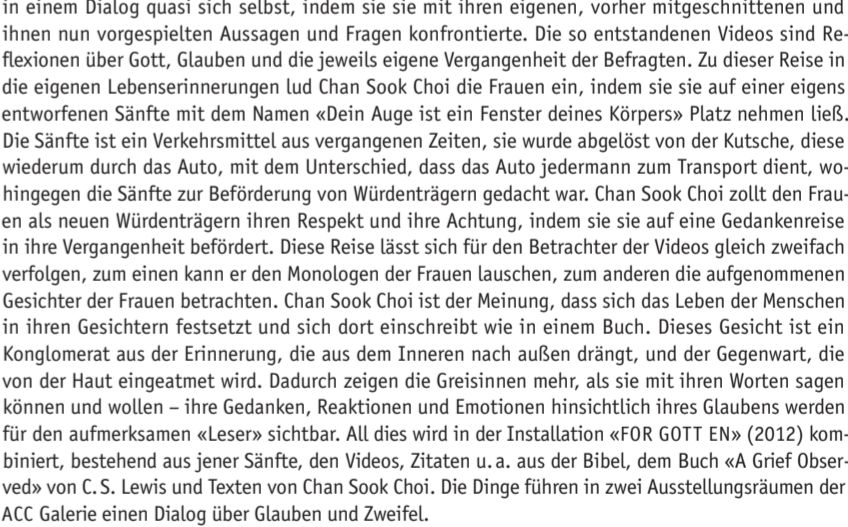 in einem Dialog quasi sich selbst, indem sie sie mit ihren eigenen, vorher mitgeschnittenen und
ihnen nun vorgespielten Aussagen und Fragen konfrontierte. Die so entstandenen Videos sind Re-
flexionen über Gott, Glauben und die jeweils eigene Vergangenheit der Befragten. Zu dieser Reise in
die eigenen Lebenserinnerungen lud Chan Sook Choi die Frauen ein, indem sie sie auf einer eigens
entworfenen Sänfte mit dem Namen «Dein Auge ist ein Fenster deines Körpers» Platz nehmen ließ.
Die Sänfte ist ein Verkehrsmittel aus vergangenen Zeiten, sie wurde abgelöst von der Kutsche, diese
wiederum durch das Auto, mit dem Unterschied, dass das Auto jedermann zum Transport dient, wo-
hingegen die Sänfte zur Beförderung von Würdenträgern gedacht war. Chan Sook Choi zollt den Frau-
en als neuen Würdenträgern ihren Respekt und ihre Achtung, indem sie sie auf eine Gedankenreise
in ihre Vergangenheit befördert. Diese Reise lässt sich für den Betrachter der Videos gleich zweifach
verfolgen, zum einen kann er den Monologen der Frauen lauschen, zum anderen die aufgenommenen
Gesichter der Frauen betrachten. Chan Sook Choi ist der Meinung, dass sich das Leben der Menschen
in ihren Gesichtern festsetzt und sich dort einschreibt wie in einem Buch. Dieses Gesicht ist ein
Konglomerat aus der Erinnerung, die aus dem Inneren nach außen drängt, und der Gegenwart, die
von der Haut eingeatmet wird. Dadurch zeigen die Greisinnen mehr, als sie mit ihren Worten sagen
können und wollen – ihre Gedanken, Reaktionen und Emotionen hinsichtlich ihres Glaubens werden
für den aufmerksamen «Leser» sichtbar. All dies wird in der Installation «FOR GOTT EN» (2012) kom-
biniert, bestehend aus jener Sänfte, den Videos, Zitaten u. a. aus der Bibel, dem Buch «A Grief Obser-
ved» von C. S. Lewis und Texten von Chan Sook Choi. Die Dinge führen in zwei Ausstellungsräumen der
ACC Galerie einen Dialog über Glauben und Zweifel.